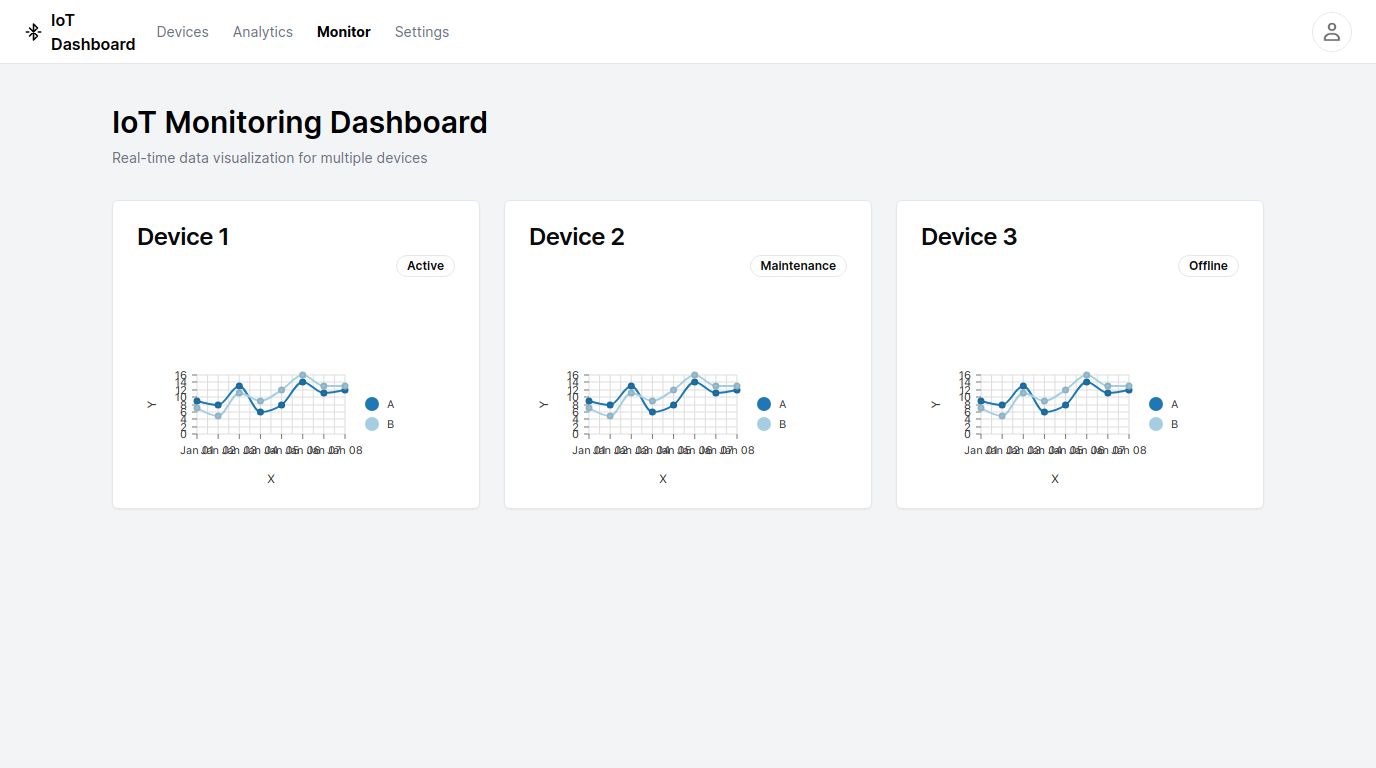 IoT
Dashboard
Devices
Analytics
Monitor
Settings
IoT Monitoring Dashboard
Real-time data visualization for multiple devices
Device 1
Active
16
14
12
10
8
6
4
2
0
Y
Jan 01 Jan 02 Jan 03 Jan 04 Jan 05 Jan 06 Jan 07 Jan 08
X
A
B
Device 2
Maintenance
16
14
12
10
8
6
4
2
0
Y
Jan 01 Jan 02 Jan 03 Jan 04 Jan 05 Jan 06 Jan 07 Jan 08
X
A
B
Device 3
Offline
16
14
12
10
8
6
4
2
0
Y
Jan 01 Jan 02 Jan 03 Jan 04 Jan 05 Jan 06 Jan 07 Jan 08
X
A
B